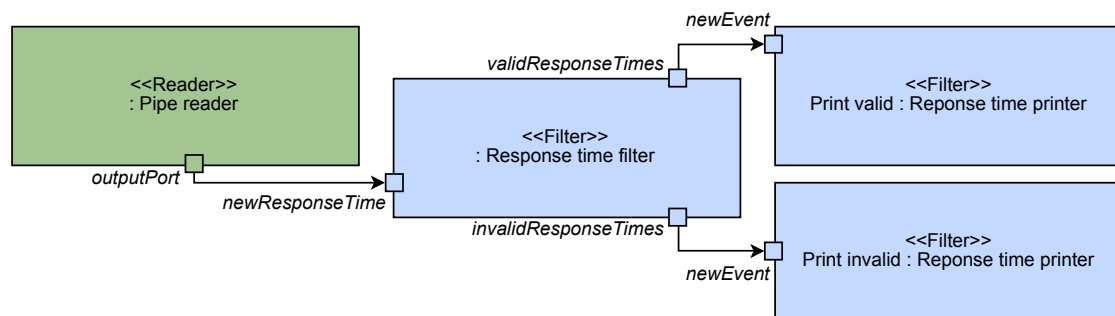 <<Reader>>
: Pipe reader
outputPort
newResponseTime
validResponseTimes
<<Filter>>
: Response time filter
invalidResponseTimes
newEvent
<<Filter>>
Print valid : Reponse time printer
newEvent
<<Filter>>
Print invalid : Reponse time printer